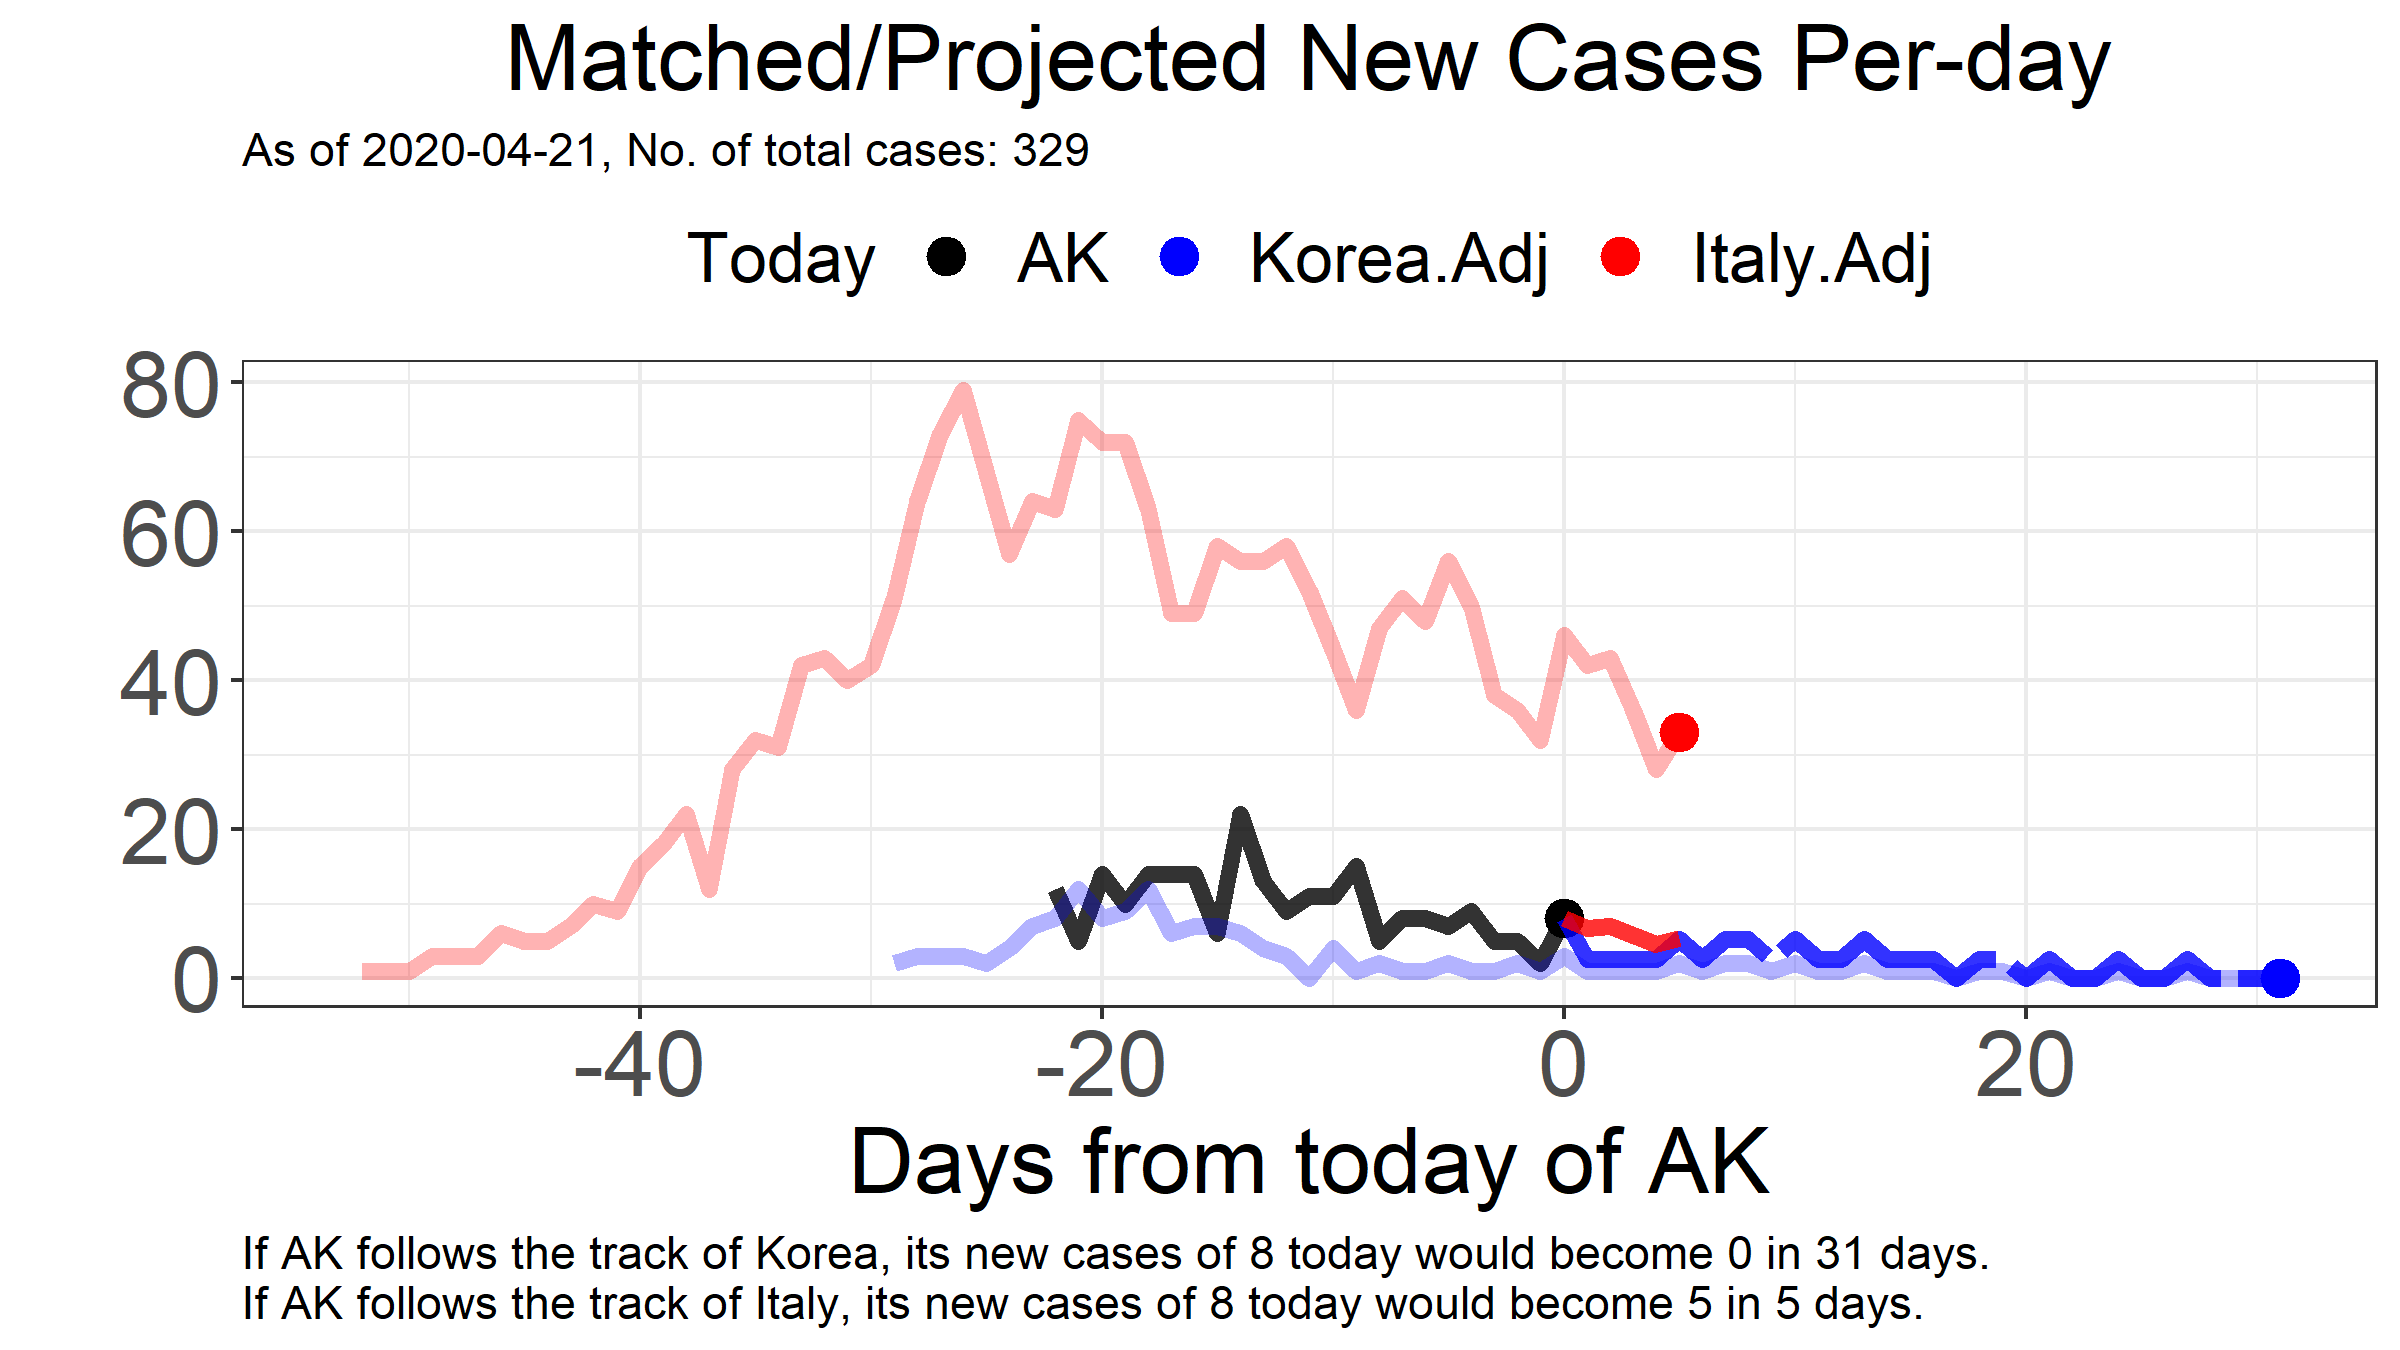 Matched/Projected New Cases Per-day
As of 2020-04-21, No. of total cases: 329
Today AK Korea.Adj Italy.Adj
80
60
40
20
0
-40 -20 0 20
Days from today of AK
If AK follows the track of Korea, its new cases of 8 today would become 0 in 31 days.
If AK follows the track of Italy, its new cases of 8 today would become 5 in 5 days.